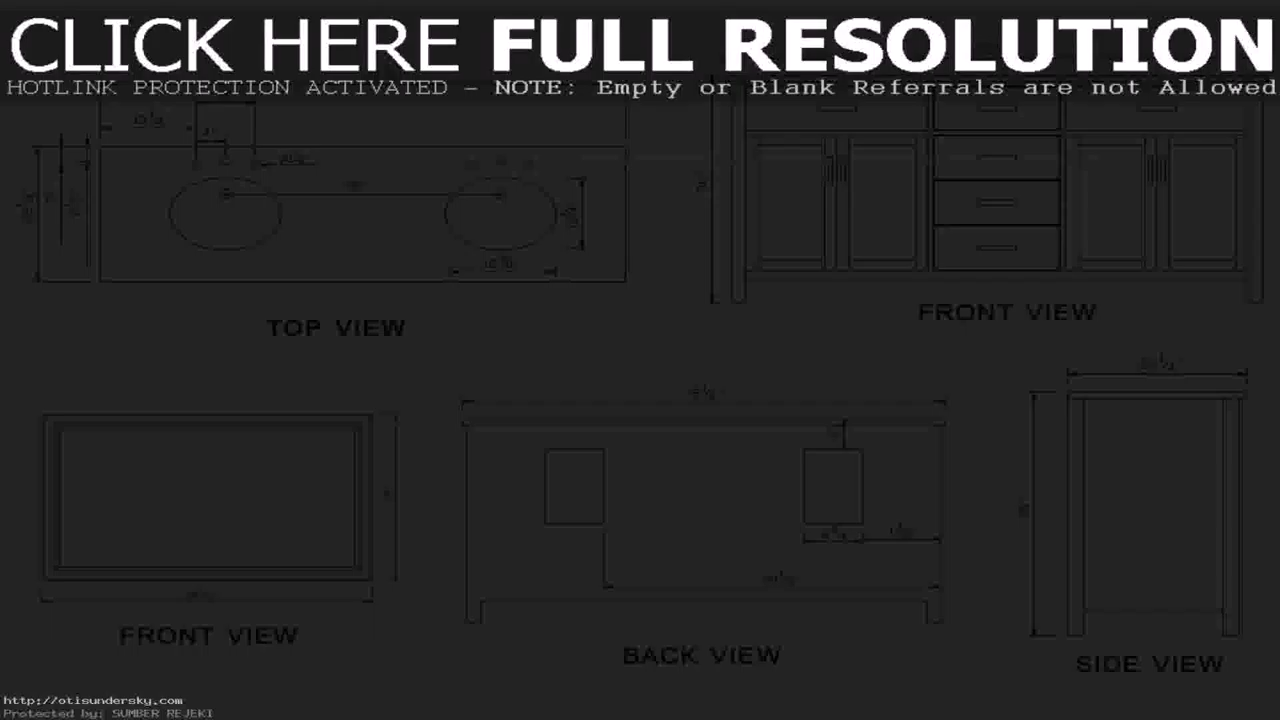 CLICK HERE FULL RESOLUTION
HOTLINK PROTECTION ACTIVATED - NOTE: Empty or Blank Referrals are not Allowed
TOP VIEW
FRONT VIEW
FRONT VIEW
BACK VIEW
SIDE VIEW
http://otlsundersky.com
Protected by: SUMBER REJEKI